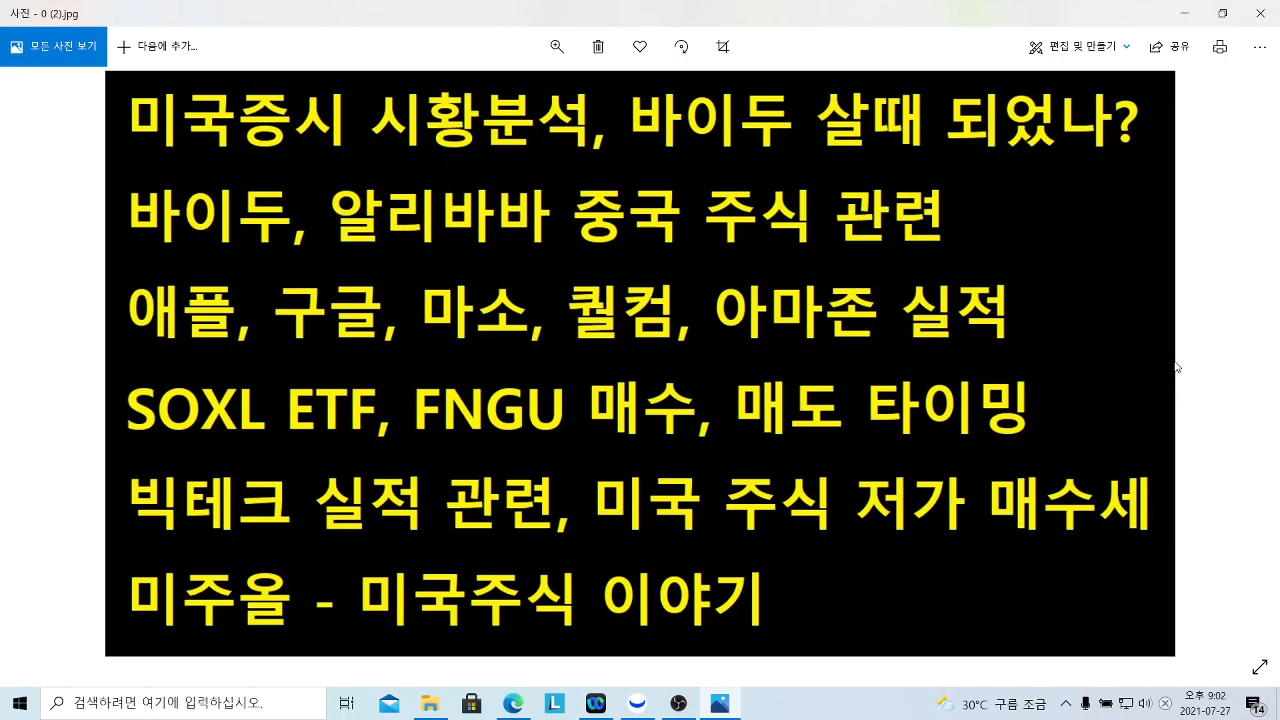 사진 - 0 (2).jpg
모든 사진 보기
다음에 추가...
편집 및 만들기
공유
미국증시 시황분석, 바이두 살때 되었나?
바이두, 알리바바 중국 주식 관련
애플, 구글, 마소, 퀄컴, 아마존 실적
SOXL ETF, FNGU 매수, 매도 타이밍
빅테크 실적 관련, 미국 주식 저가 매수세
미주올 - 미국주식 이야기
검색하려면 여기에 입력하십시오.
L
30℃ 구름 조금
오후 9:02
2021-07-27
14